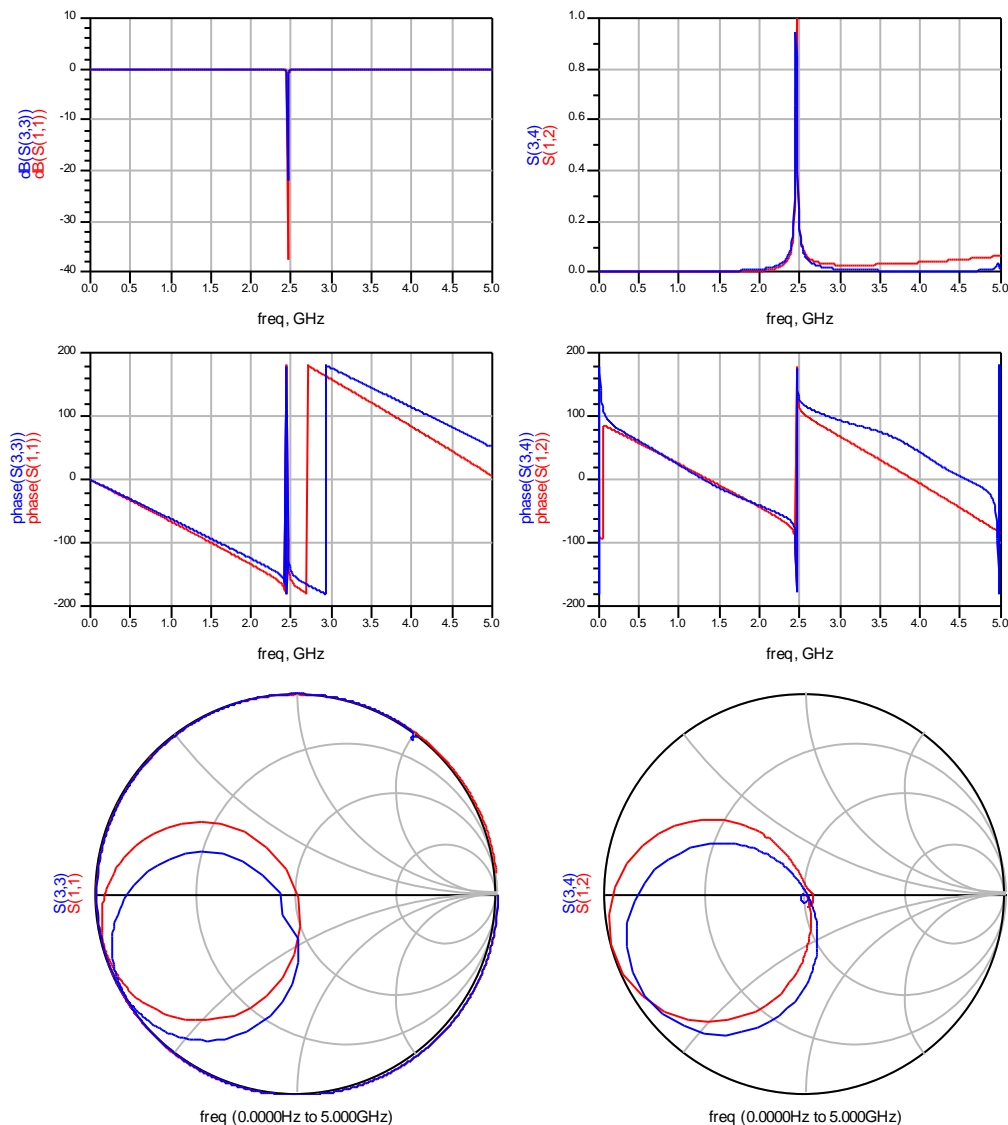 10
0
-10
-20
-30
-40
dB(S(3,3))
dB(S(1,1))
0.0 0.5 1.0 1.5 2.0 2.5 3.0 3.5 4.0 4.5 5.0
freq, GHz
1.0
0.8
0.6
0.4
0.2
0.0
S(3,4)
S(1,2)
0.0 0.5 1.0 1.5 2.0 2.5 3.0 3.5 4.0 4.5 5.0
freq, GHz
200
100
0
-100
-200
phase(S(3,3))
phase(S(1,1))
0.0 0.5 1.0 1.5 2.0 2.5 3.0 3.5 4.0 4.5 5.0
freq, GHz
200
100
0
-100
-200
phase(S(3,4))
phase(S(1,2))
0.0 0.5 1.0 1.5 2.0 2.5 3.0 3.5 4.0 4.5 5.0
freq, GHz
S(3,3)
S(1,1)
freq (0.0000Hz to 5.000GHz)
S(3,4)
S(1,2)
freq (0.0000Hz to 5.000GHz)